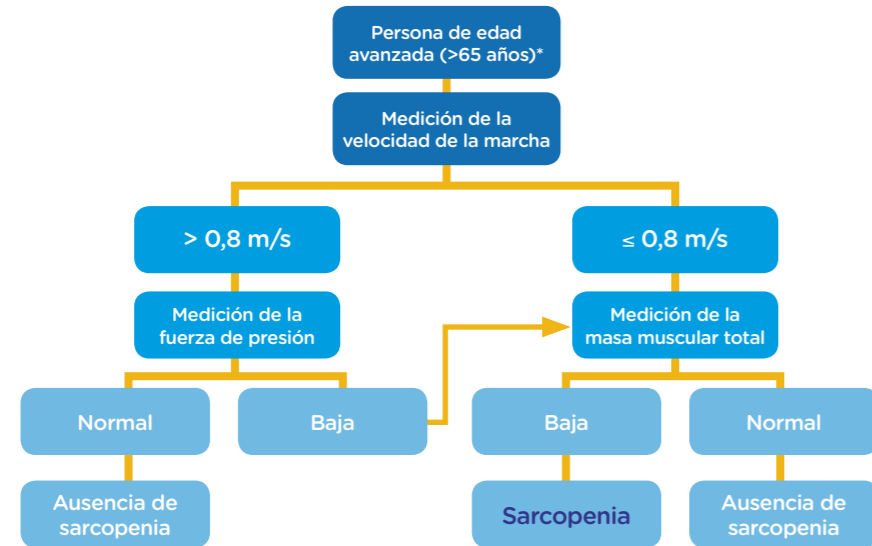 Persona de edad
avanzada (>65 años)*
Medición de la
velocidad de la marcha
> 0,8 m/s
≤ 0,8 m/s
Medición de la
fuerza de presión
Medición de la
masa muscular total
Normal
Baja
Baja
Normal
Ausencia de
sarcopenia
Sarcopenia
Ausencia de
sarcopenia